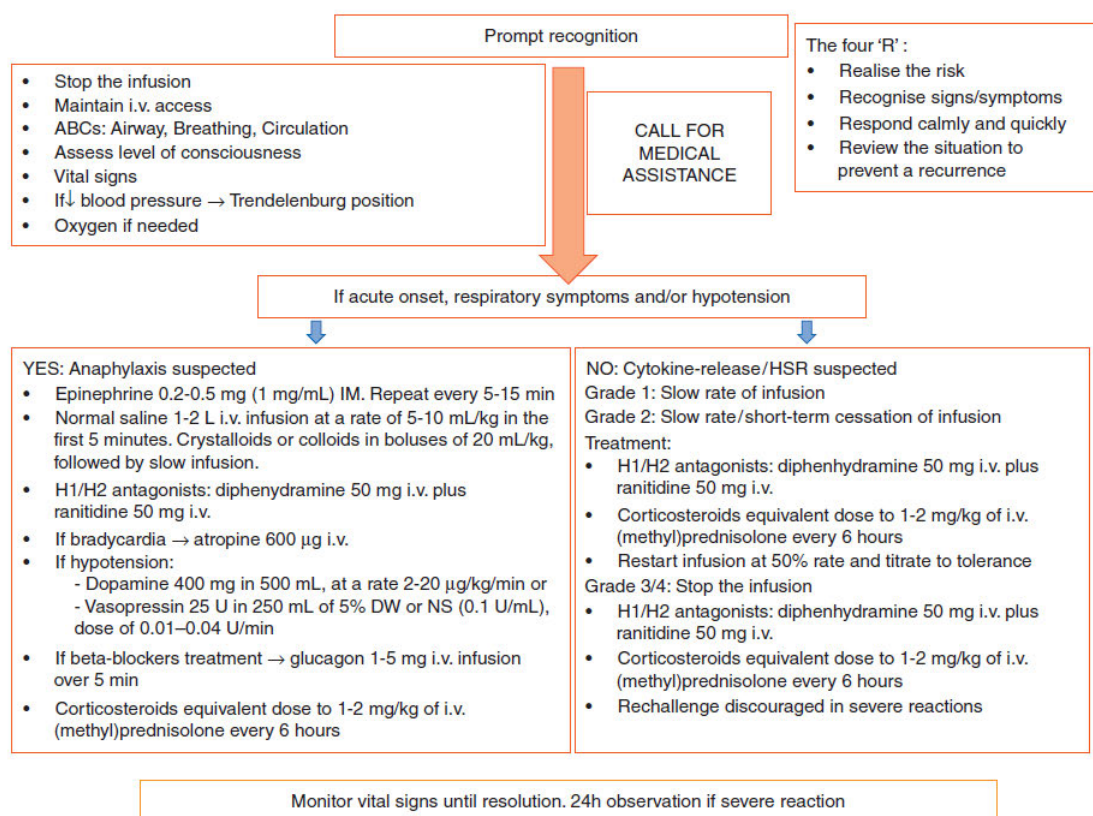 Prompt recognition
The four ‘R’ :
• Realise the risk
• Recognise signs/symptoms
• Respond calmly and quickly
• Review the situation to
prevent a recurrence
• Stop the infusion
• Maintain i.v. access
• ABCs: Airway, Breathing, Circulation
• Assess level of consciousness
• Vital signs
• If↓ blood pressure → Trendelenburg position
• Oxygen if needed
CALL FOR
MEDICAL
ASSISTANCE
If acute onset, respiratory symptoms and/or hypotension
YES: Anaphylaxis suspected
• Epinephrine 0.2-0.5 mg (1 mg/mL) IM. Repeat every 5-15 min
• Normal saline 1-2 L i.v. infusion at a rate of 5-10 mL/kg in the
first 5 minutes. Crystalloids or colloids in boluses of 20 mL/kg,
followed by slow infusion.
• H1/H2 antagonists: diphenydramine 50 mg i.v. plus
ranitidine 50 mg i.v.
• If bradycardia → atropine 600 μg i.v.
• If hypotension:
- Dopamine 400 mg in 500 mL, at a rate 2-20 μg/kg/min or
- Vasopressin 25 U in 250 mL of 5% DW or NS (0.1 U/mL),
dose of 0.01–0.04 U/min
• If beta-blockers treatment → glucagon 1-5 mg i.v. infusion
over 5 min
• Corticosteroids equivalent dose to 1-2 mg/kg of i.v.
(methyl)prednisolone every 6 hours
NO: Cytokine-release/HSR suspected
Grade 1: Slow rate of infusion
Grade 2: Slow rate/short-term cessation of infusion
Treatment:
• H1/H2 antagonists: diphenhydramine 50 mg i.v. plus
ranitidine 50 mg i.v.
• Corticosteroids equivalent dose to 1-2 mg/kg of i.v.
(methyl)prednisolone every 6 hours
• Restart infusion at 50% rate and titrate to tolerance
Grade 3/4: Stop the infusion
• H1/H2 antagonists: diphenhydramine 50 mg i.v. plus
ranitidine 50 mg i.v.
• Corticosteroids equivalent dose to 1-2 mg/kg of i.v.
(methyl)prednisolone every 6 hours
• Rechallenge discouraged in severe reactions
Monitor vital signs until resolution. 24h observation if severe reaction